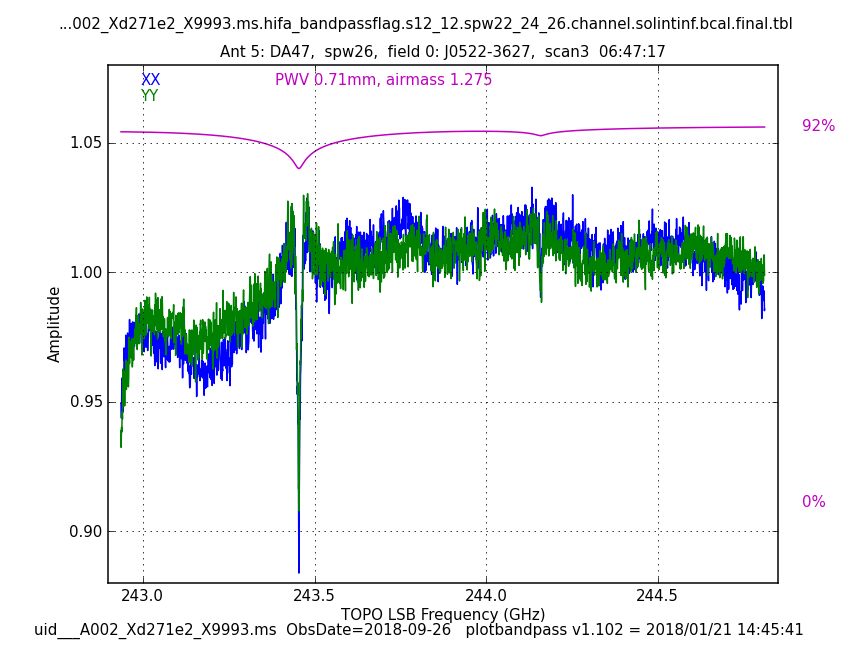 ...002_Xd271e2_X9993.ms.hifa_bandpassflag.s12_12.spw22_24_26.channel.solintinf.bcal.final.tbl
Ant 5: DA47,  spw26,  field 0: J0522-3627,  scan3  06:47:17
XX
PWV 0.71mm, airmass 1.275
YY
92%
1.05
1.00
0.95
0.90
0%
Amplitude
243.0
243.5
244.0
244.5
TOPO LSB Frequency (GHz)
uid___A002_Xd271e2_X9993.ms  ObsDate=2018-09-26   plotbandpass v1.102 = 2018/01/21 14:45:41